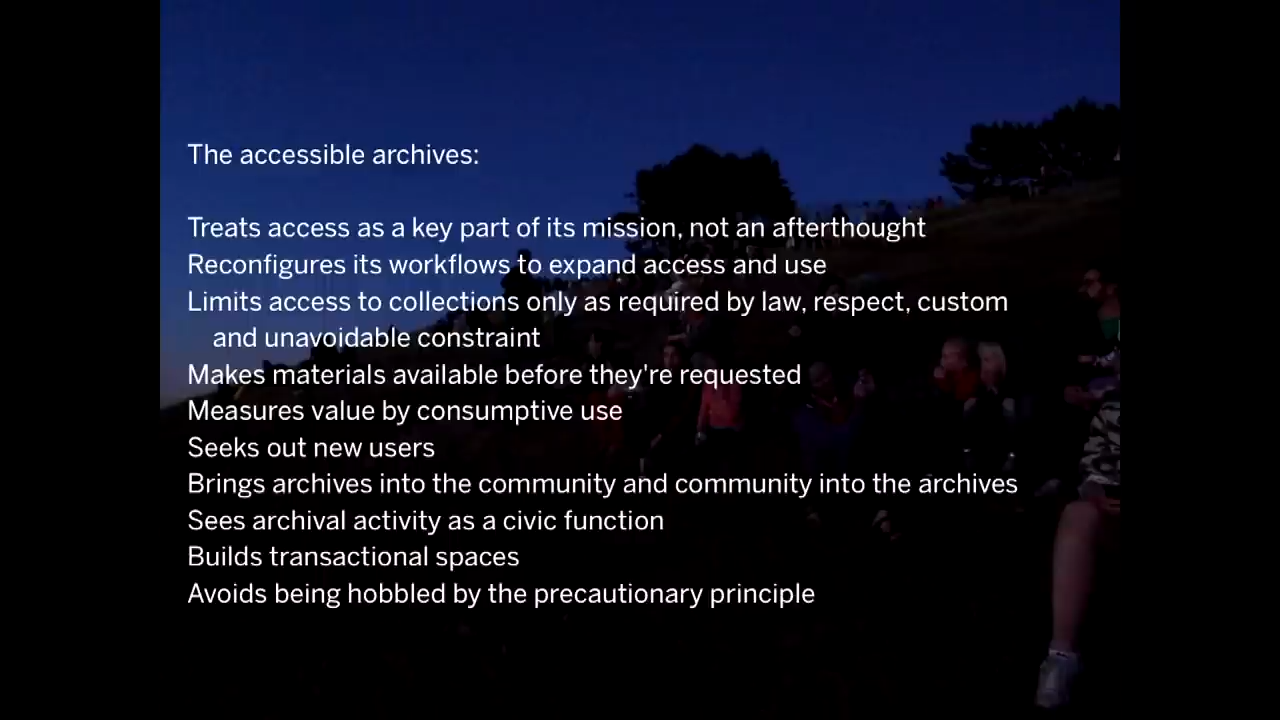 The accessible archives:
Treats access as a key part of its mission, not an afterthought
Reconfigures its workflows to expand access and use
Limits access to collections only as required by law, respect, custom
and unavoidable constraint
Makes materials available before they're requested
Measures value by consumptive use
Seeks out new users
Brings archives into the community and community into the archives
Sees archival activity as a civic function
Builds transactional spaces
Avoids being hobbled by the precautionary principle